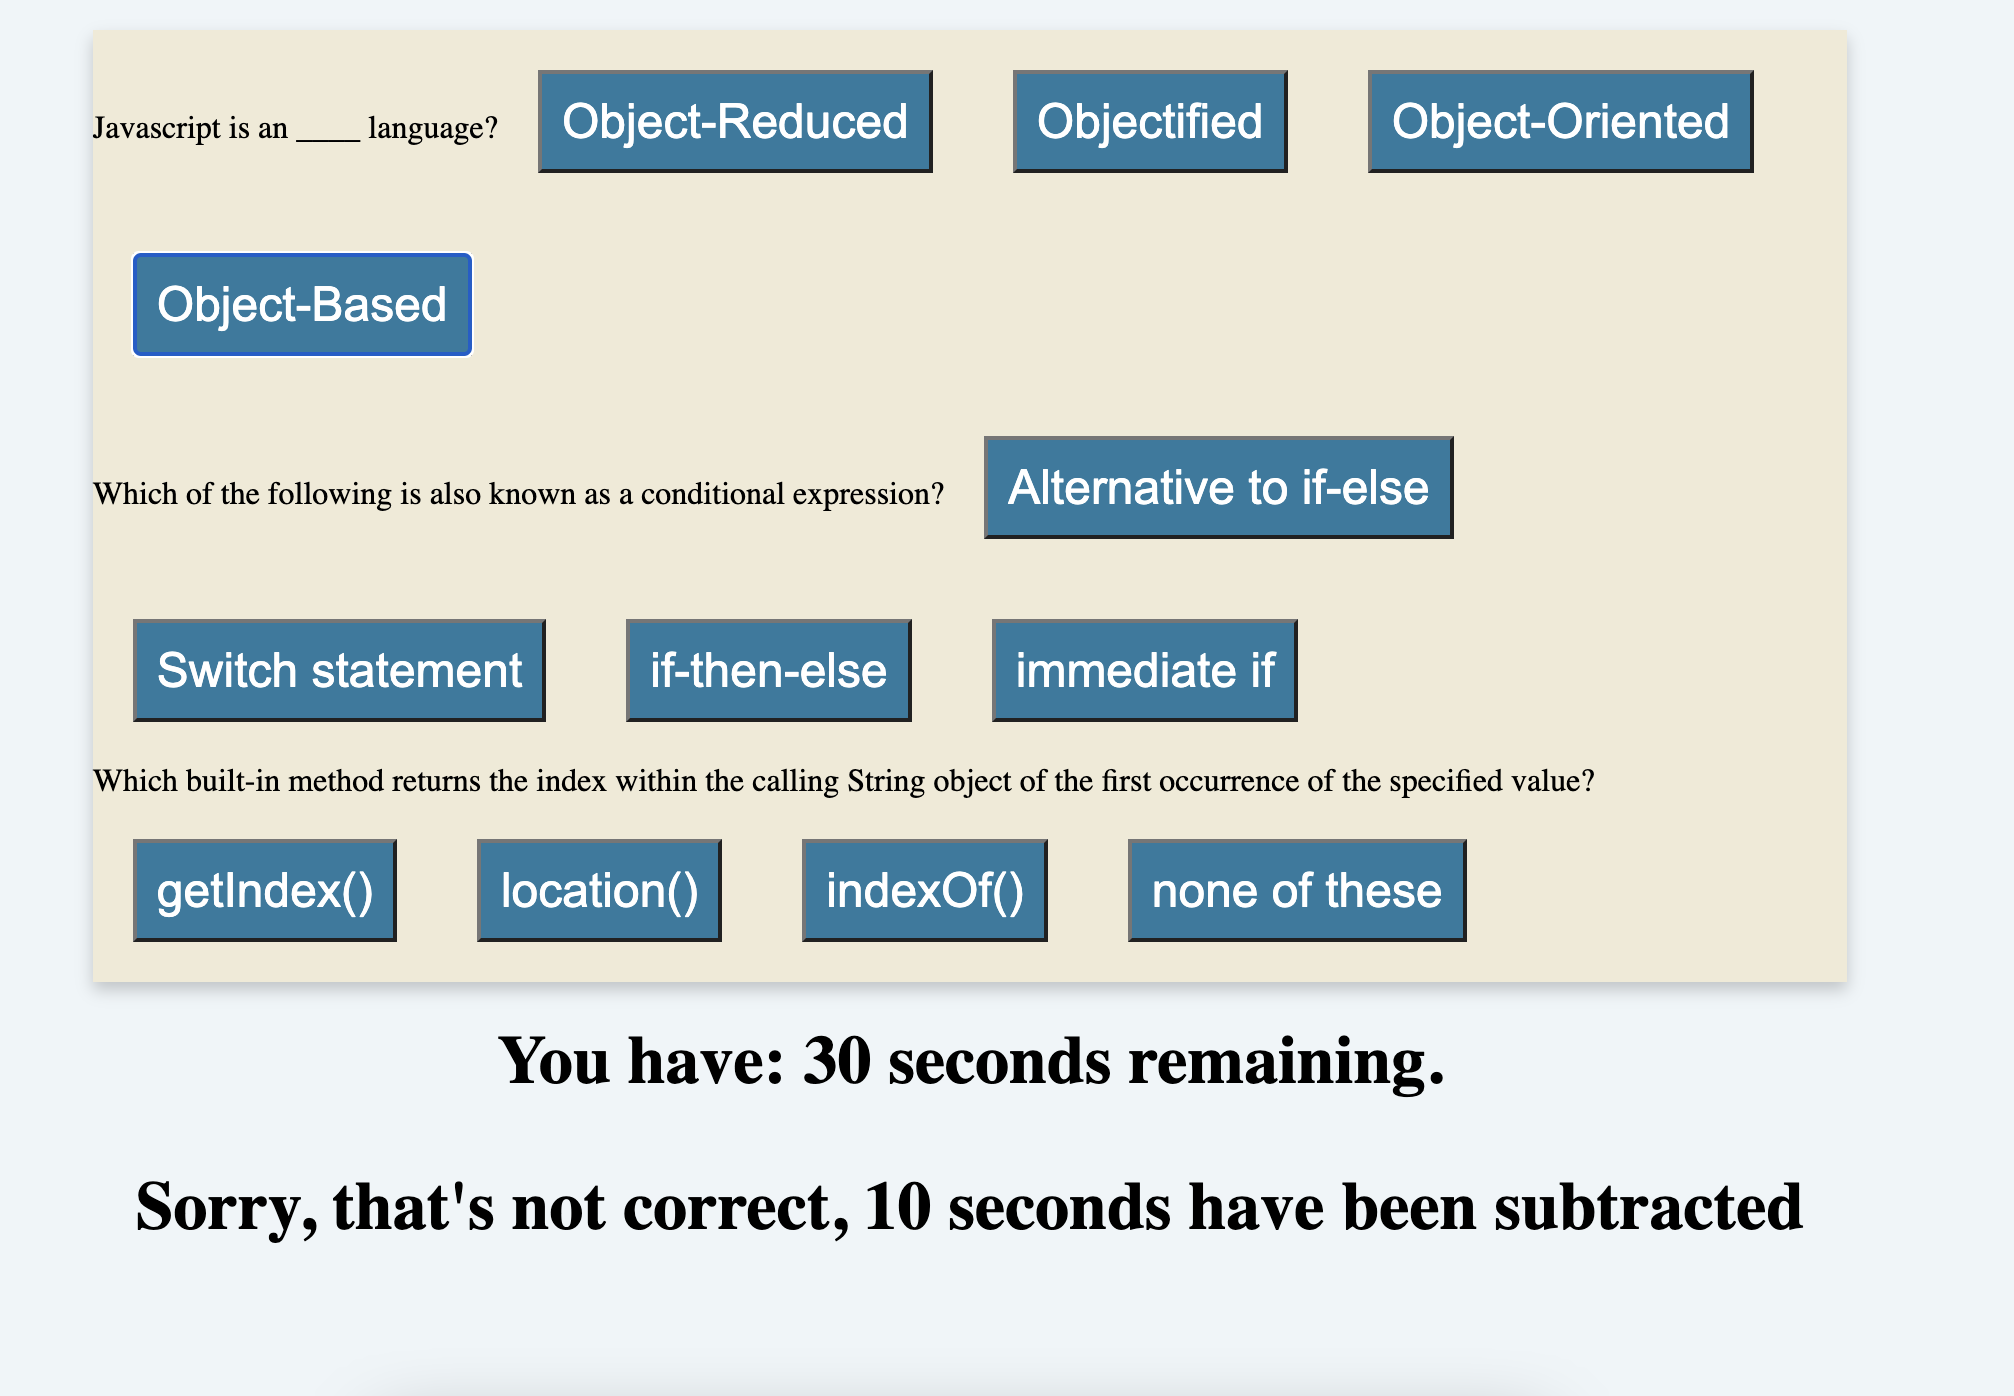 Javascript is an ____ language? Object-Reduced Objectified Object-Oriented
Object-Based
Which of the following is also known as a conditional expression? Alternative to if-else
Switch statement if-then-else immediate if
Which built-in method returns the index within the calling String object of the first occurrence of the specified value?
getIndex() location() indexOf() none of these
You have: 30 seconds remaining.
Sorry, that's not correct, 10 seconds have been subtracted